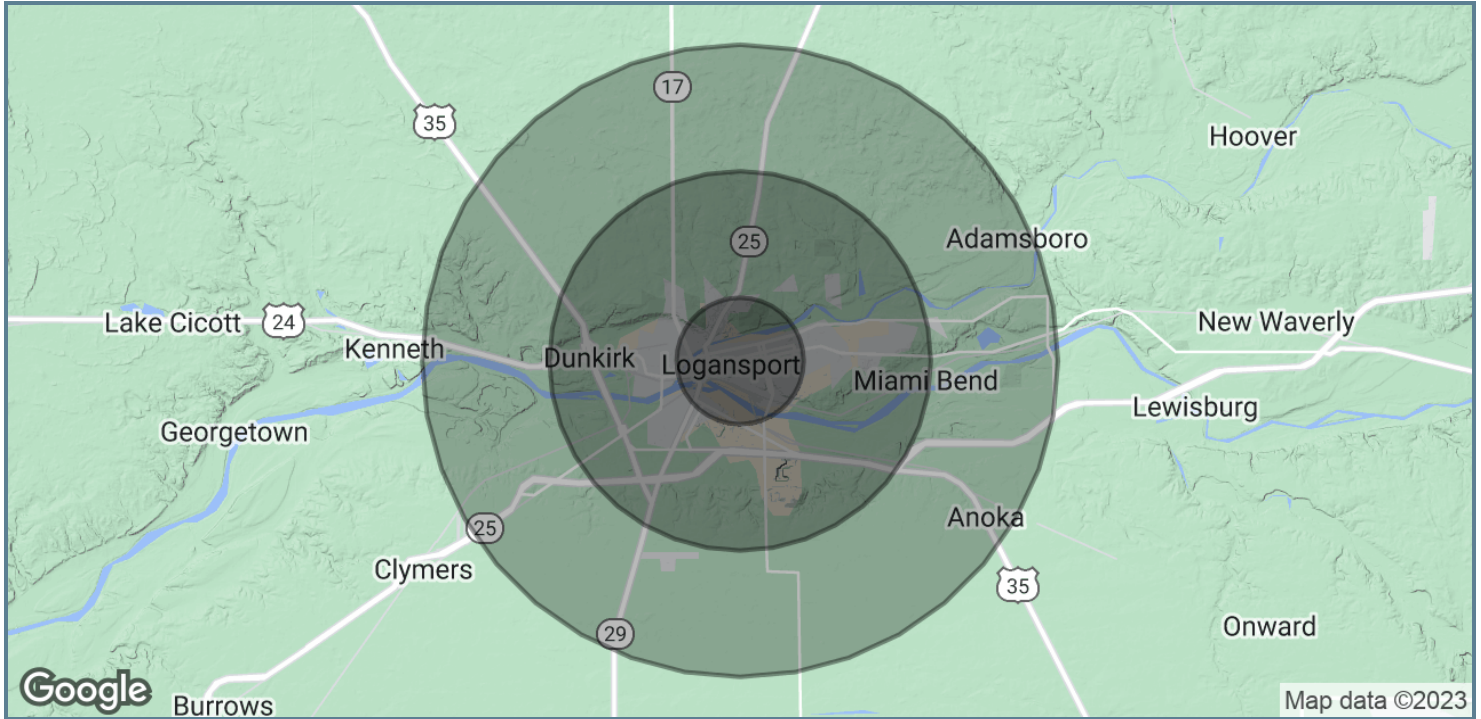 17
35
Hoover
25
Adamsboro
Lake Cicott
24
New Waverly
Kenneth
Dunkirk
Logansport
Miami Bend
Lewisburg
Georgetown
Anoka
25
Clymers
35
29
Onward
Google
Burrows
Map data ©2023